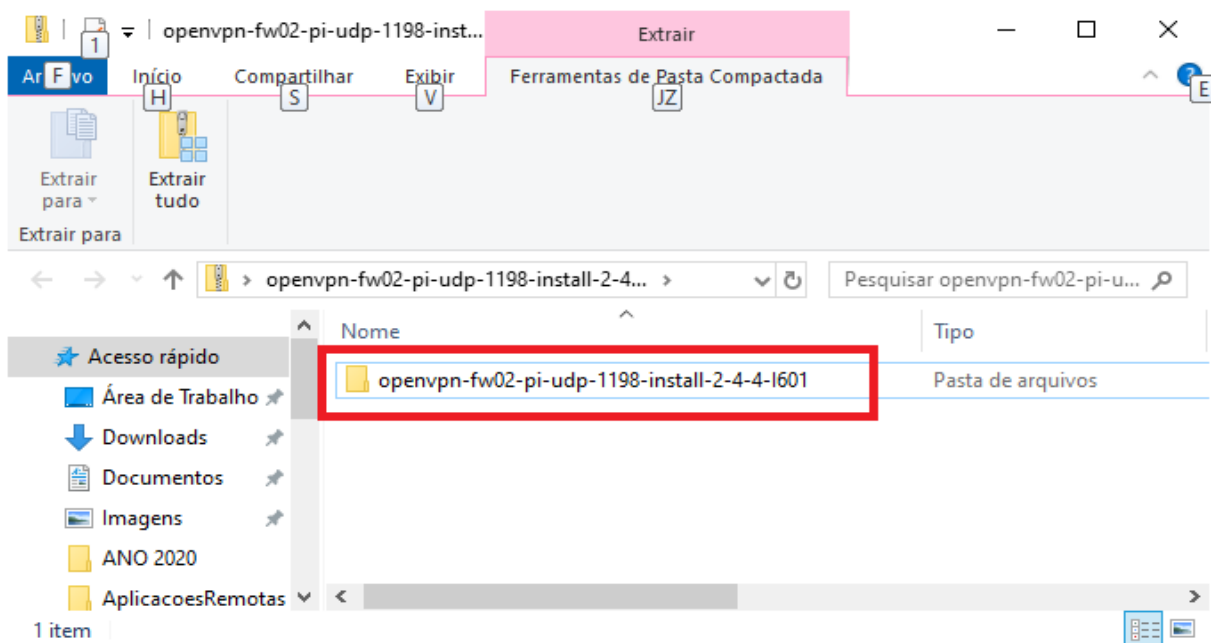 openvpn-fw02-pi-udp-1198-inst...
Extrair
1
Ar F vo
Início
Compartilhar
Exibir
Ferramentas de Pasta Compactada
H
S
V
JZ
?
E
Extrair para
Extrair tudo
Extrair para
openvpn-fw02-pi-udp-1198-install-2-4...
Pesquisar openvpn-fw02-pi-u...
Nome
Tipo
Acesso rápido
openvpn-fw02-pi-udp-1198-install-2-4-4-I601
Pasta de arquivos
Área de Trabalho
Downloads
Documentos
Imagens
ANO 2020
AplicacoesRemotas
1 item